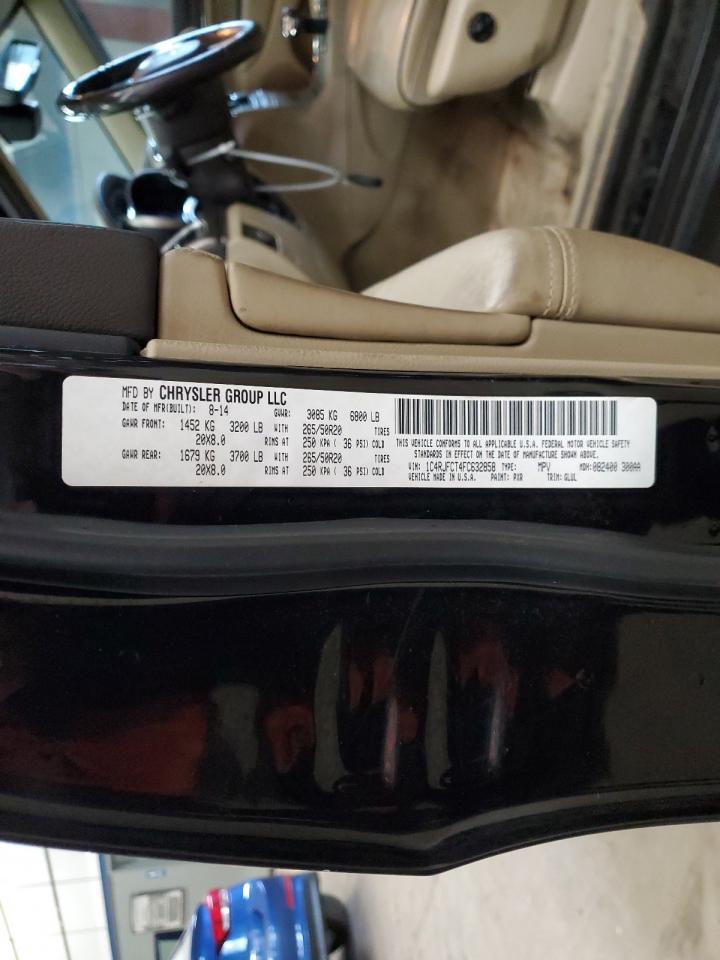 MFD BY CHRYSLER GROUP LLC
DATE OF MFR(BUILT): 8-14 GVWR: 3085 KG 6800 LB
GAWR FRONT: 1452 KG 3200 LB WITH 265/50R20 TIRES
20X8.0 RIMS AT 250 KPA ( 36 PSI) COLD
GAWR REAR: 1679 KG 3700 LB WITH 265/50R20 TIRES
20X8.0 RIMS AT 250 KPA ( 36 PSI) COLD
THIS VEHICLE CONFORMS TO ALL APPLICABLE U.S.A. FEDERAL MOTOR VEHICLE SAFETY
STANDARDS IN EFFECT ON THE DATE OF MANUFACTURE SHOWN ABOVE.
VIN: 1C4RJFCT4FC632858 MPV MDH: 082400 300AA
VEHICLE MADE IN U.S.A. PAINT: PXR TRIM: GLUL